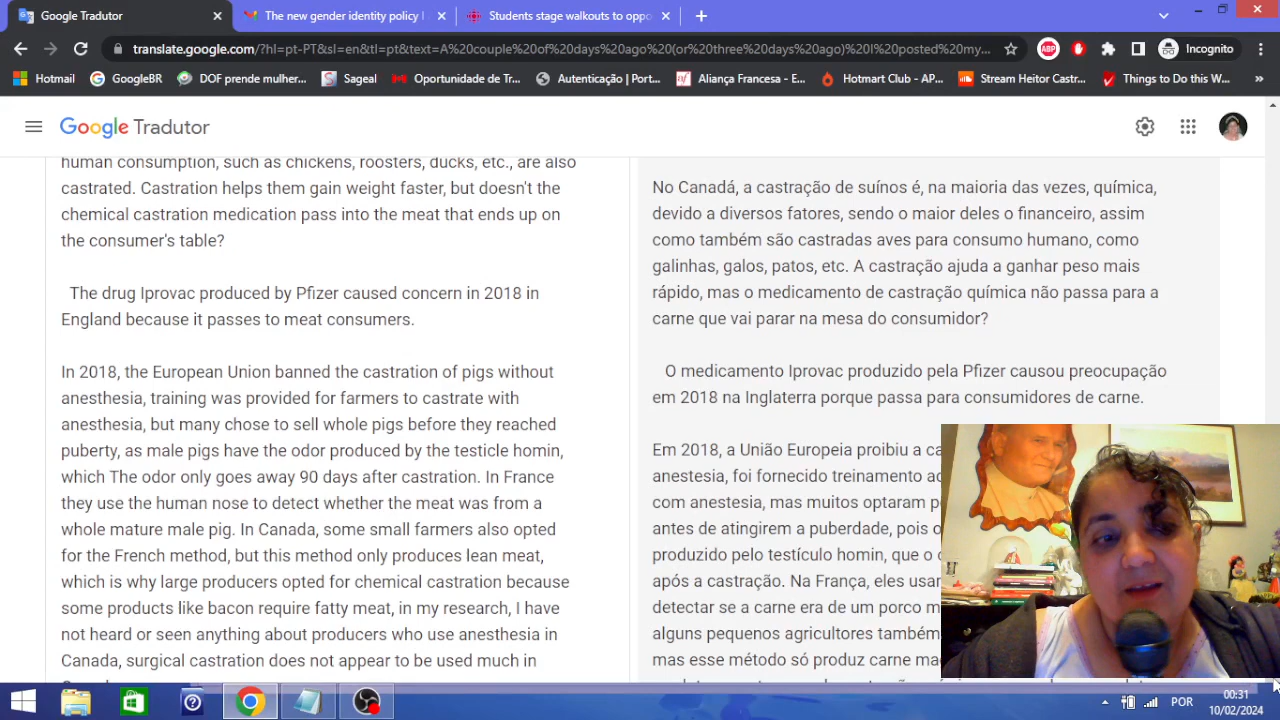 Google Tradutor
The new gender identity policy l
Students stage walkouts to oppo
translate.google.com/?hl=pt-PT&sl=en&tl=pt&text=A%20couple%20of%20days%20ago%20(or%20three%20days%20ago)%20I%20posted%20my...
ABP
Incognito
Hotmail
GoogleBR
DOF prende mulher...
Sageal
Oportunidade de Tr...
Autenticação | Port...
Aliança Francesa - E...
Hotmart Club - AP...
Stream Heitor Castr...
Things to Do this W...
»
Google Tradutor
human consumption, such as chickens, roosters, ducks, etc., are also
castrated. Castration helps them gain weight faster, but doesn't the
chemical castration medication pass into the meat that ends up on
the consumer's table?
The drug Iprovac produced by Pfizer caused concern in 2018 in
England because it passes to meat consumers.
In 2018, the European Union banned the castration of pigs without
anesthesia, training was provided for farmers to castrate with
anesthesia, but many chose to sell whole pigs before they reached
puberty, as male pigs have the odor produced by the testicle homin,
which The odor only goes away 90 days after castration. In France
they use the human nose to detect whether the meat was from a
whole mature male pig. In Canada, some small farmers also opted
for the French method, but this method only produces lean meat,
which is why large producers opted for chemical castration because
some products like bacon require fatty meat, in my research, I have
not heard or seen anything about producers who use anesthesia in
Canada, surgical castration does not appear to be used much in
No Canadá, a castração de suínos é, na maioria das vezes, química,
devido a diversos fatores, sendo o maior deles o financeiro, assim
como também são castradas aves para consumo humano, como
galinhas, galos, patos, etc. A castração ajuda a ganhar peso mais
rápido, mas o medicamento de castração química não passa para a
carne que vai parar na mesa do consumidor?
O medicamento Iprovac produzido pela Pfizer causou preocupação
em 2018 na Inglaterra porque passa para consumidores de carne.
Em 2018, a União Europeia proibiu a ca
anestesia, foi fornecido treinamento ao
com anestesia, mas muitos optaram p
antes de atingirem a puberdade, pois o
produzido pelo testículo homin, que o o
após a castração. Na França, eles usar
detectar se a carne era de um porco m
alguns pequenos agricultores também
mas esse método só produz carne ma
POR
00:31
10/02/2024